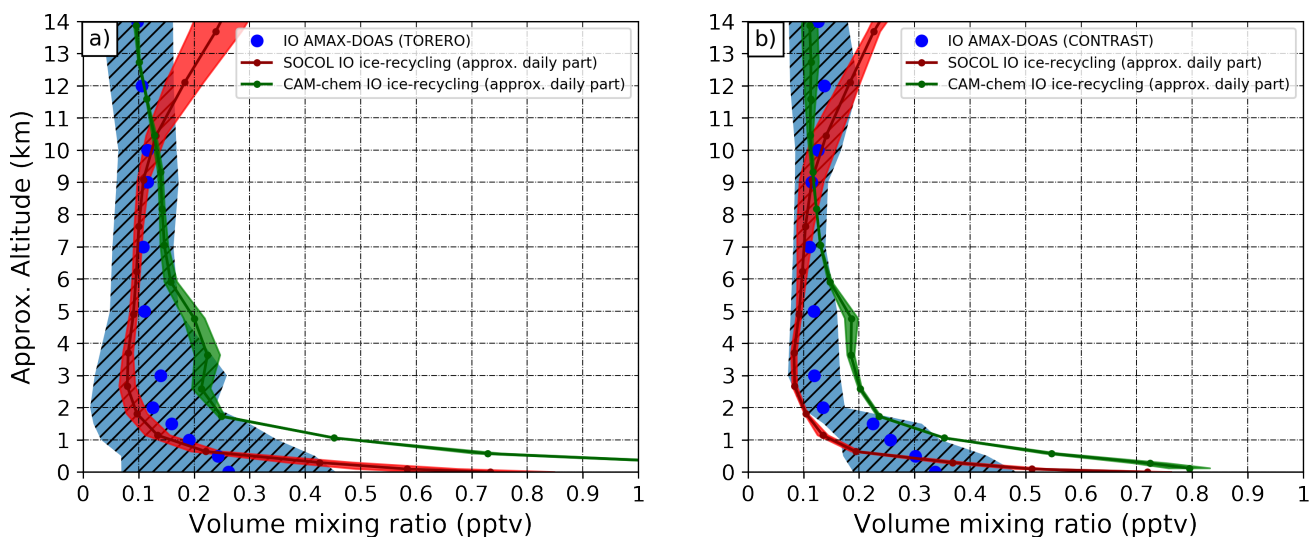 a)
IO AMAX-DOAS (TORERO)
SOCOL IO ice-recycling (approx. daily part)
CAM-chem IO ice-recycling (approx. daily part)
14
13
12
11
10
9
8
7
6
5
4
3
2
1
0
Approx. Altitude (km)
0 0.1 0.2 0.3 0.4 0.5 0.6 0.7 0.8 0.9 1
Volume mixing ratio (pptv)
b)
IO AMAX-DOAS (CONTRAST)
SOCOL IO ice-recycling (approx. daily part)
CAM-chem IO ice-recycling (approx. daily part)
14
13
12
11
10
9
8
7
6
5
4
3
2
1
0
0 0.1 0.2 0.3 0.4 0.5 0.6 0.7 0.8 0.9 1
Volume mixing ratio (pptv)